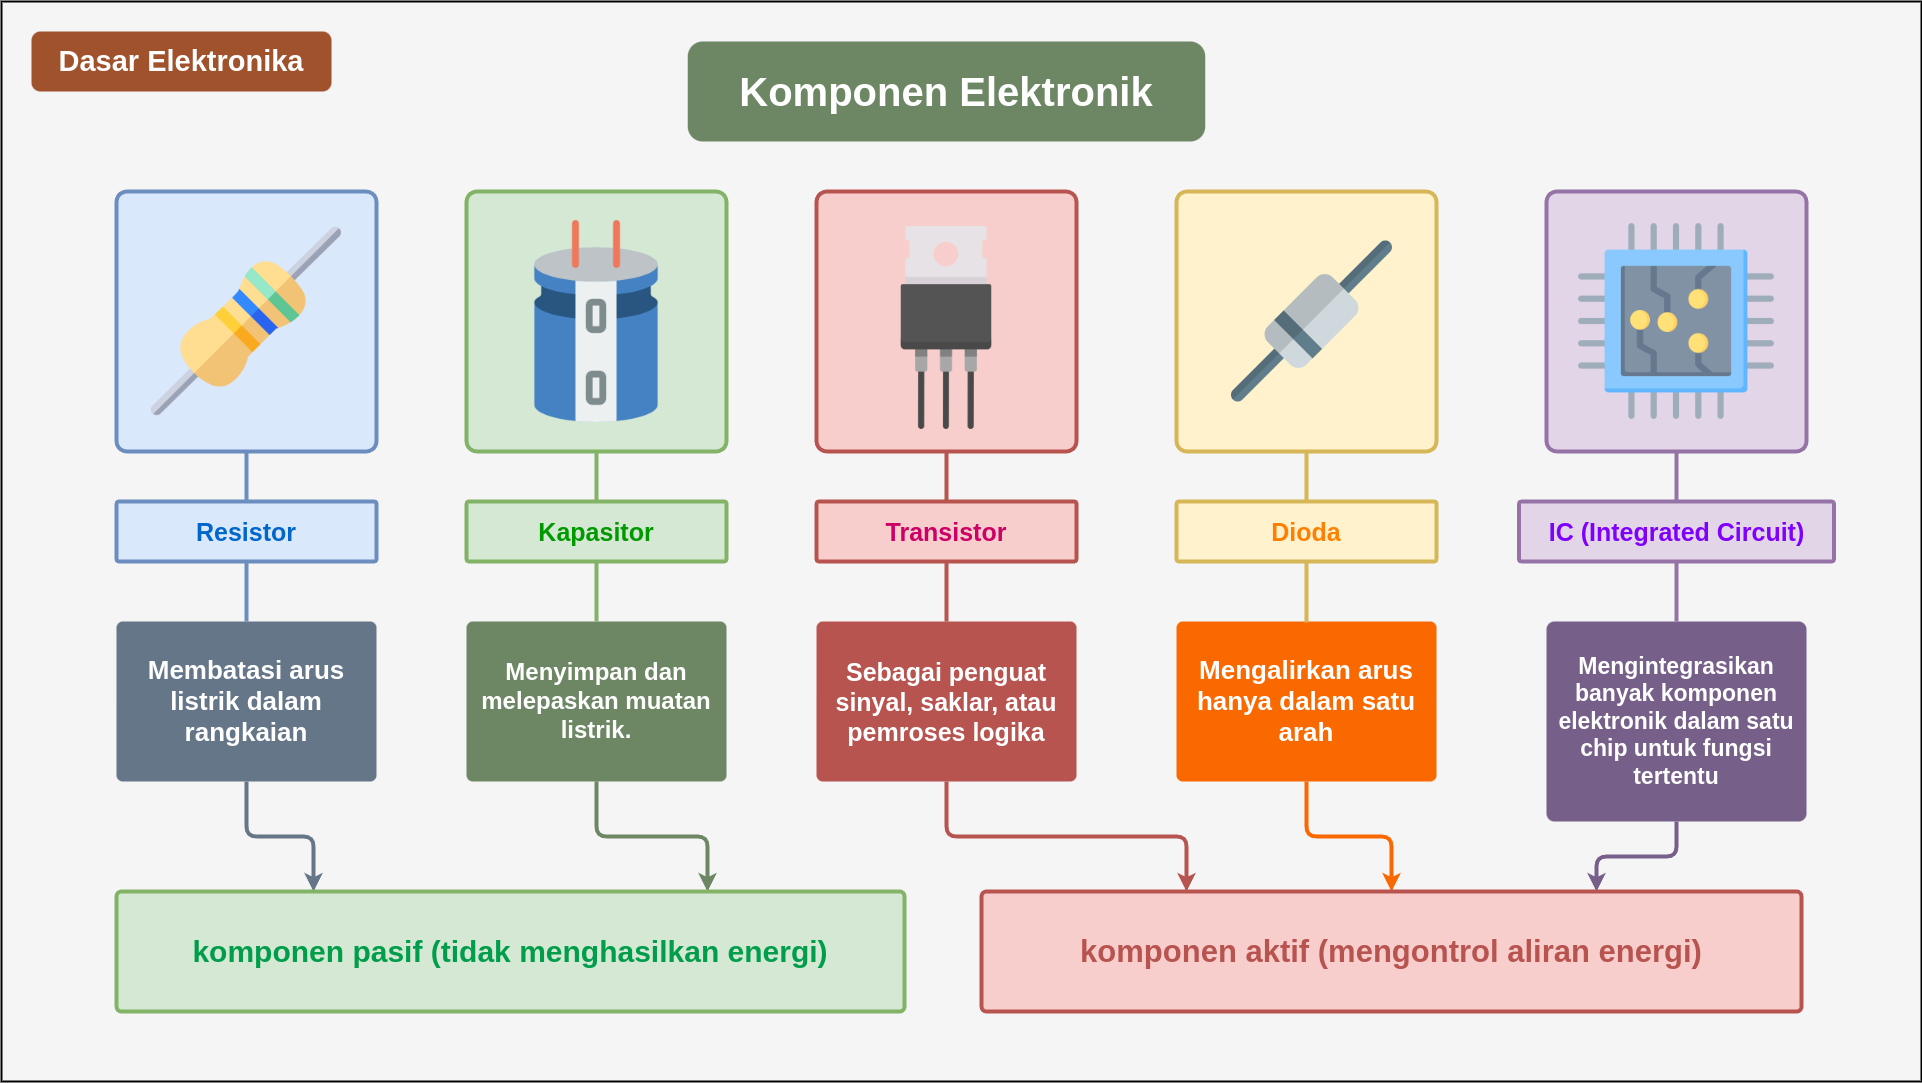 Dasar Elektronika
Komponen Elektronik
Resistor
Kapasitor
Transistor
Dioda
IC (Integrated Circuit)
Membatasi arus
listrik dalam
rangkaian
Menyimpan dan
melepaskan muatan
listrik.
Sebagai penguat
sinyal, saklar, atau
pemroses logika
Mengalirkan arus
hanya dalam satu
arah
Mengintegrasikan
banyak komponen
elektronik dalam satu
chip untuk fungsi
tertentu
komponen pasif (tidak menghasilkan energi)
komponen aktif (mengontrol aliran energi)